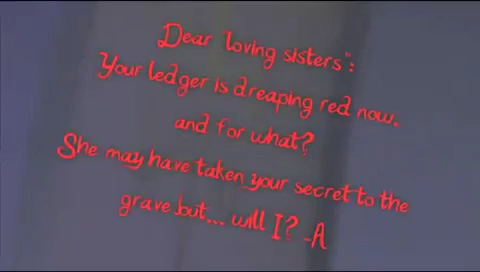 Dear "loving sisters":
Your ledger is dreaping red now.
and for what?
She may have taken your secret to the
grave but... will I? -A